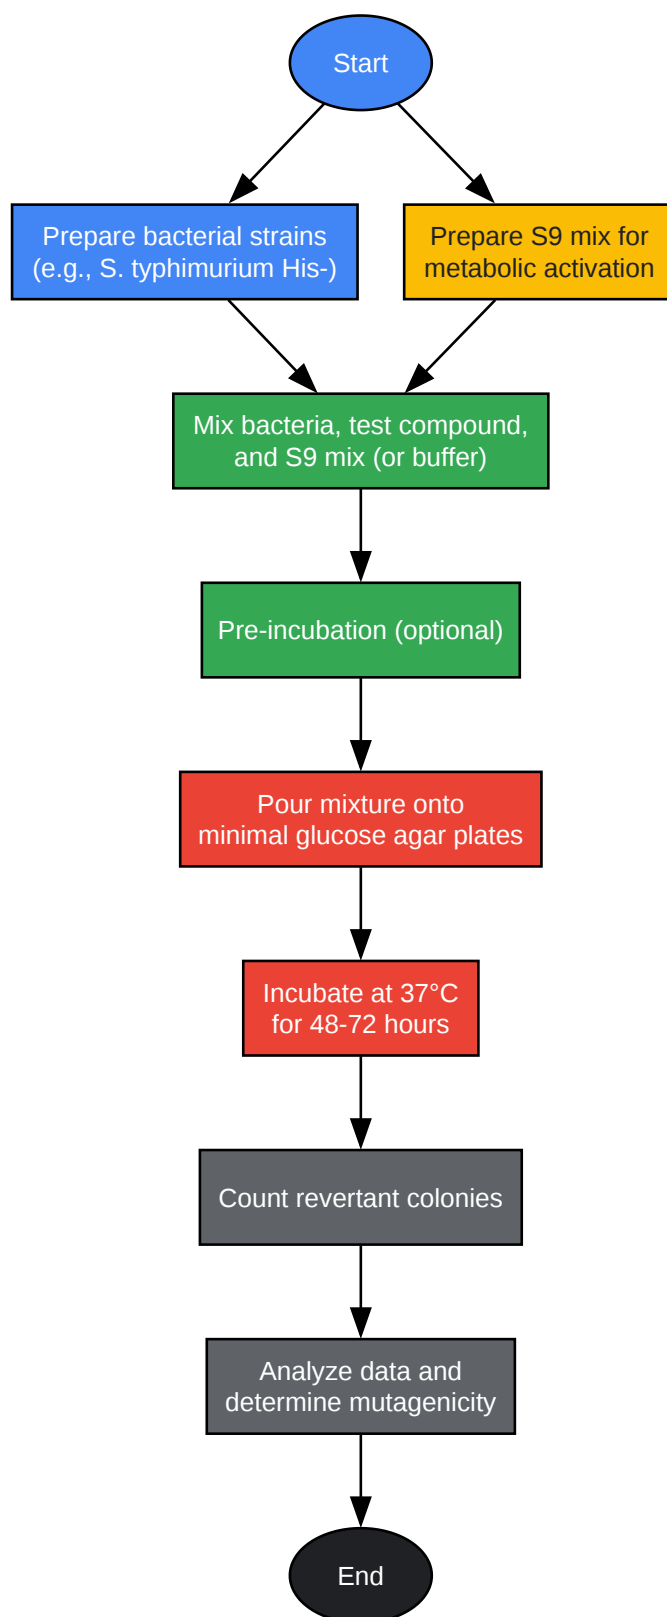 Start
Prepare bacterial strains
(e.g., S. typhimurium His-)
Prepare S9 mix for
metabolic activation
Mix bacteria, test compound,
and S9 mix (or buffer)
Pre-incubation (optional)
Pour mixture onto
minimal glucose agar plates
Incubate at 37°C
for 48-72 hours
Count revertant colonies
Analyze data and
determine mutagenicity
End